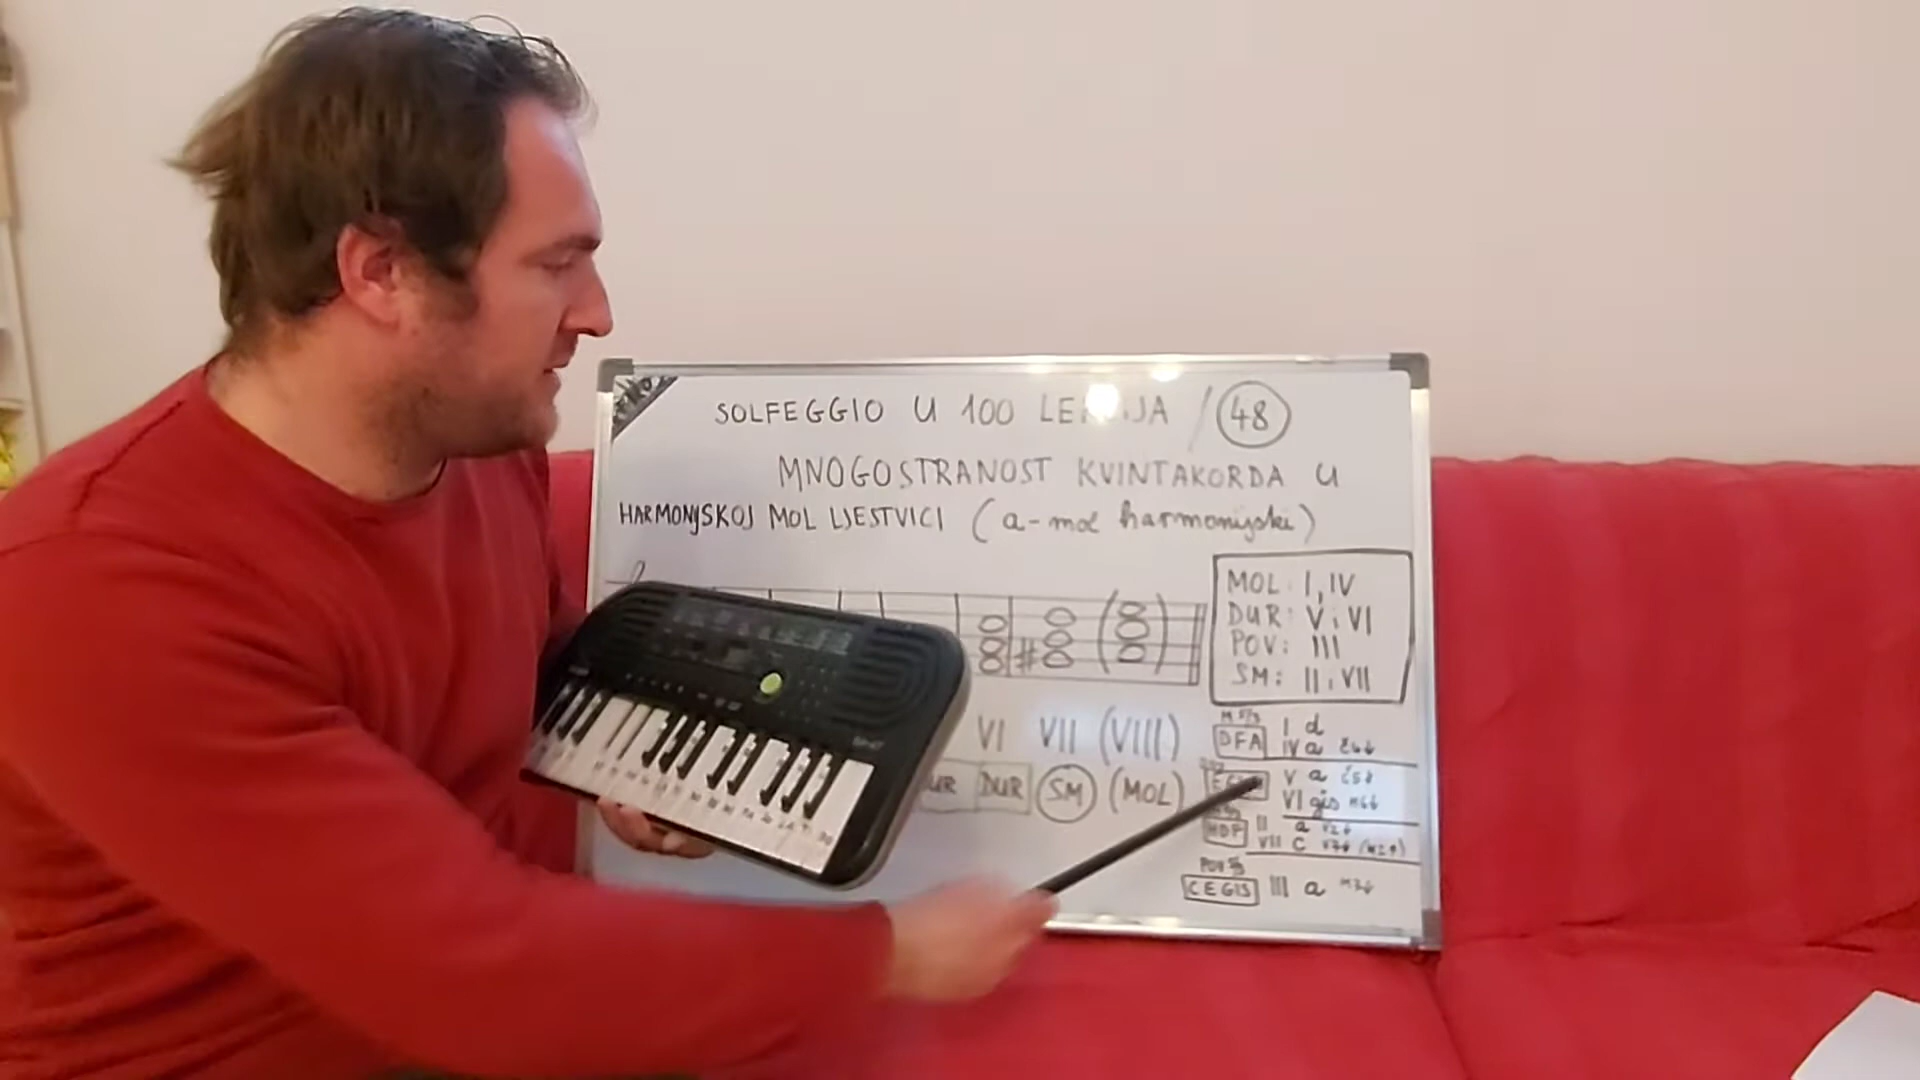 SOLFEGGIO U 100 LEKCIJA / 48
MNOGOSTRANOST KVINTAKORDA U
HARMONIJSKOJ MOL LJESTVICI (a-mol harmonijski)
MOL: I, IV
DUR: V i VI
POV: III
SM: II i VII
VI VII (VIII)
DUR SM (MOL)
DFA I d
IV a
V a
VI gis
HDF II a
VII C
CEGIS III a